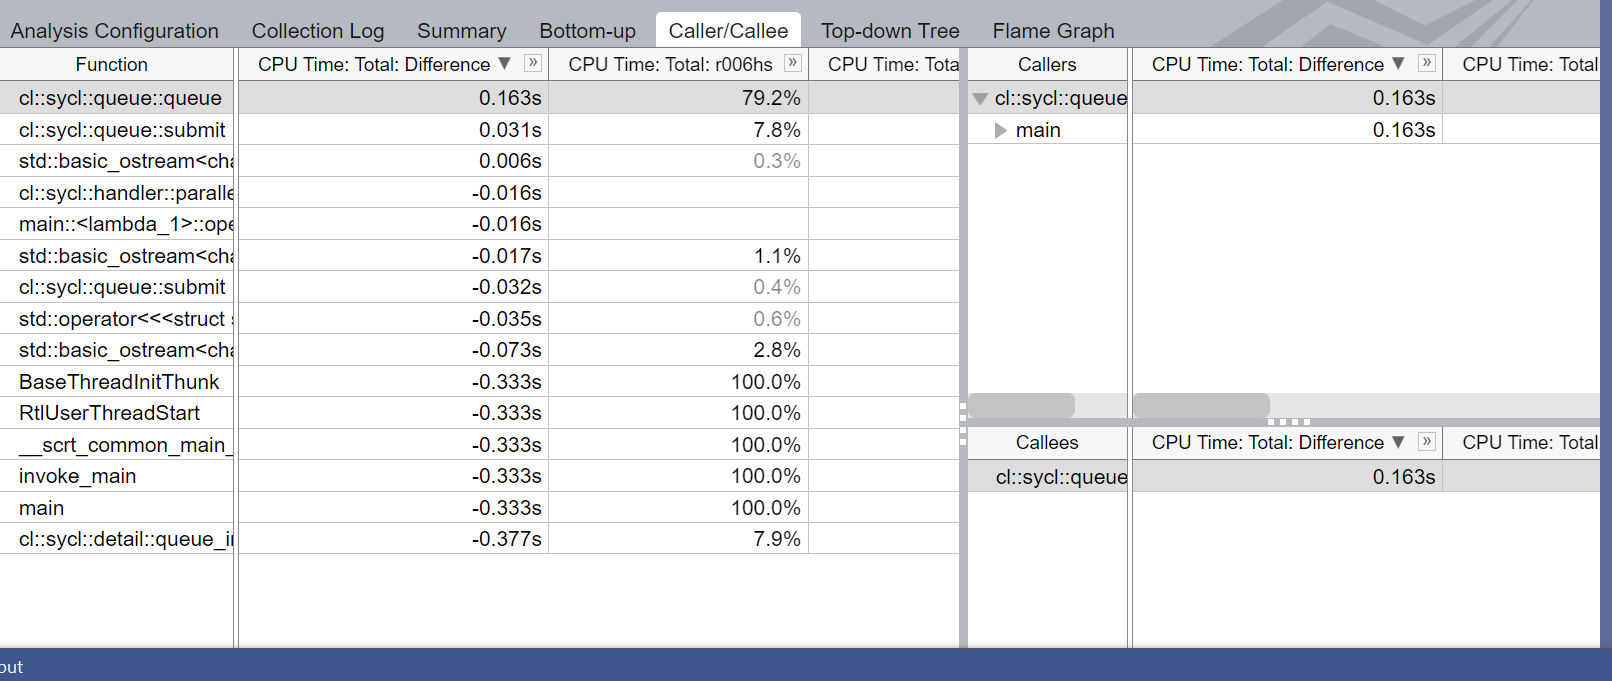 Analysis Configuration Collection Log Summary Bottom-up Caller/Callee Top-down Tree Flame Graph
Function CPU Time: Total: Difference ▼ » CPU Time: Total: r006hs » CPU Time: Tota
cl::sycl::queue::queue 0.163s 79.2%
cl::sycl::queue::submit 0.031s 7.8%
std::basic_ostream<cha 0.006s 0.3%
cl::sycl::handler::paralle -0.016s
main::<lambda_1>::ope -0.016s
std::basic_ostream<cha -0.017s 1.1%
cl::sycl::queue::submit -0.032s 0.4%
std::operator<<<struct s -0.035s 0.6%
std::basic_ostream<cha -0.073s 2.8%
BaseThreadInitThunk -0.333s 100.0%
RtlUserThreadStart -0.333s 100.0%
__scrt_common_main_ -0.333s 100.0%
invoke_main -0.333s 100.0%
main -0.333s 100.0%
cl::sycl::detail::queue_i -0.377s 7.9%
Callers CPU Time: Total: Difference ▼ » CPU Time: Total
cl::sycl::queue 0.163s
main 0.163s
Callees CPU Time: Total: Difference ▼ » CPU Time: Total
cl::sycl::queue 0.163s
out